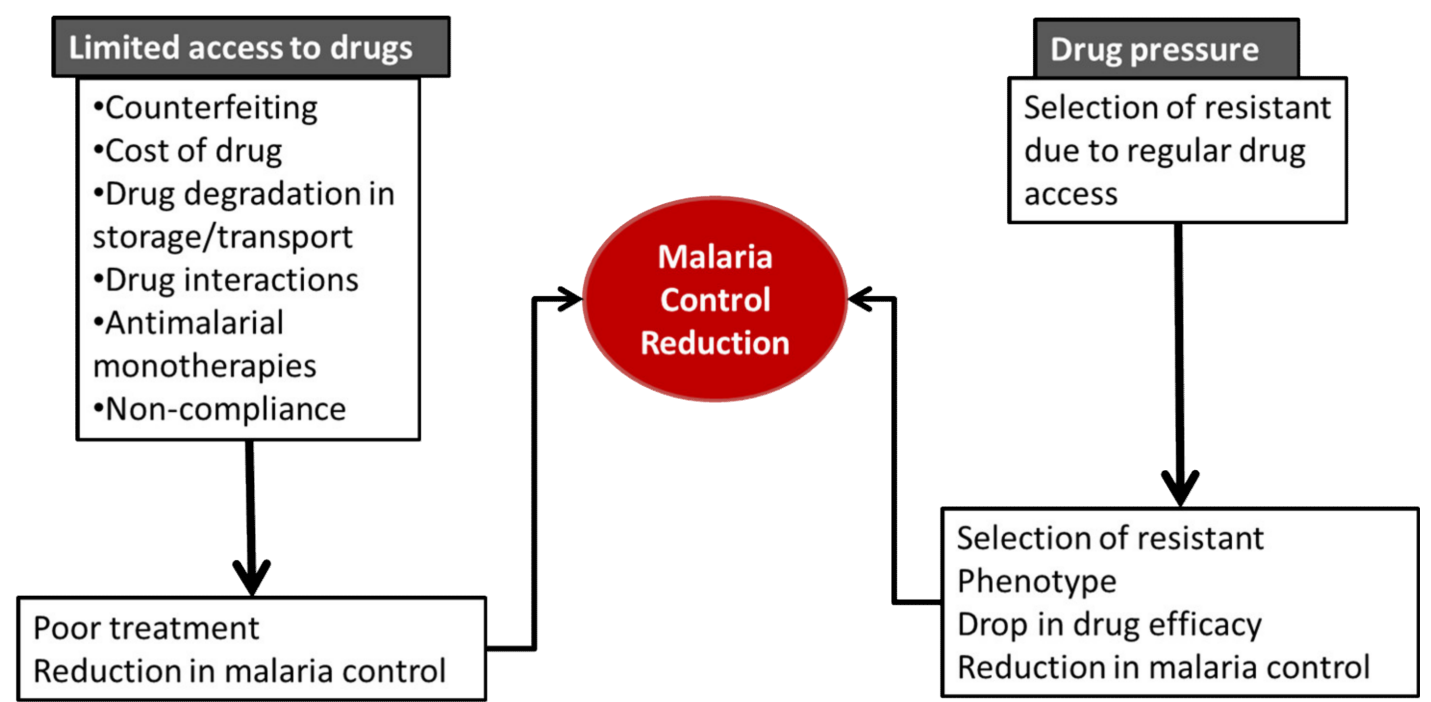 Limited access to drugs
•Counterfeiting
•Cost of drug
•Drug degradation in
storage/transport
•Drug interactions
•Antimalarial
monotherapies
•Non-compliance
Poor treatment
Reduction in malaria control
Malaria
Control
Reduction
Drug pressure
Selection of resistant
due to regular drug
access
Selection of resistant
Phenotype
Drop in drug efficacy
Reduction in malaria control